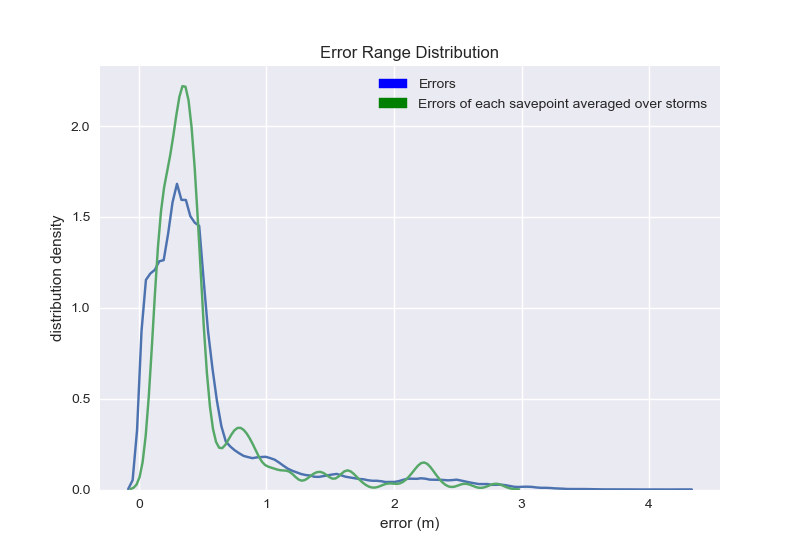 Error Range Distribution
Errors
Errors of each savepoint averaged over storms
distribution density
2.0
1.5
1.0
0.5
0.0
0 1 2 3 4
error (m)